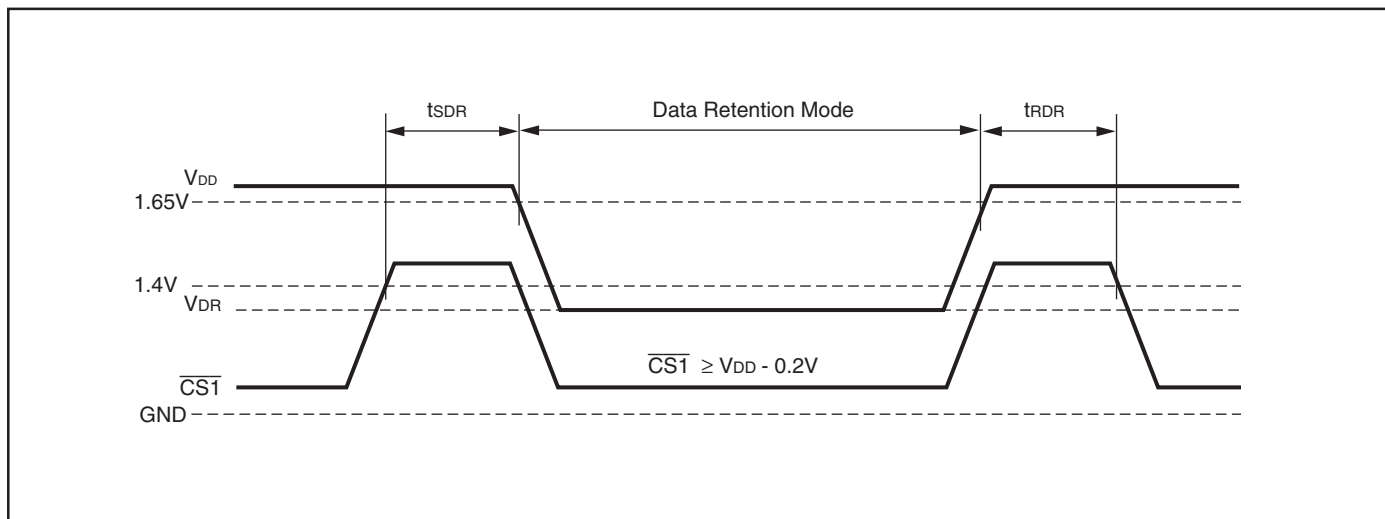 tSDR Data Retention Mode tRDR
VDD
1.65V
1.4V
VDR
CS1 ≥ VDD - 0.2V
CS1
GND